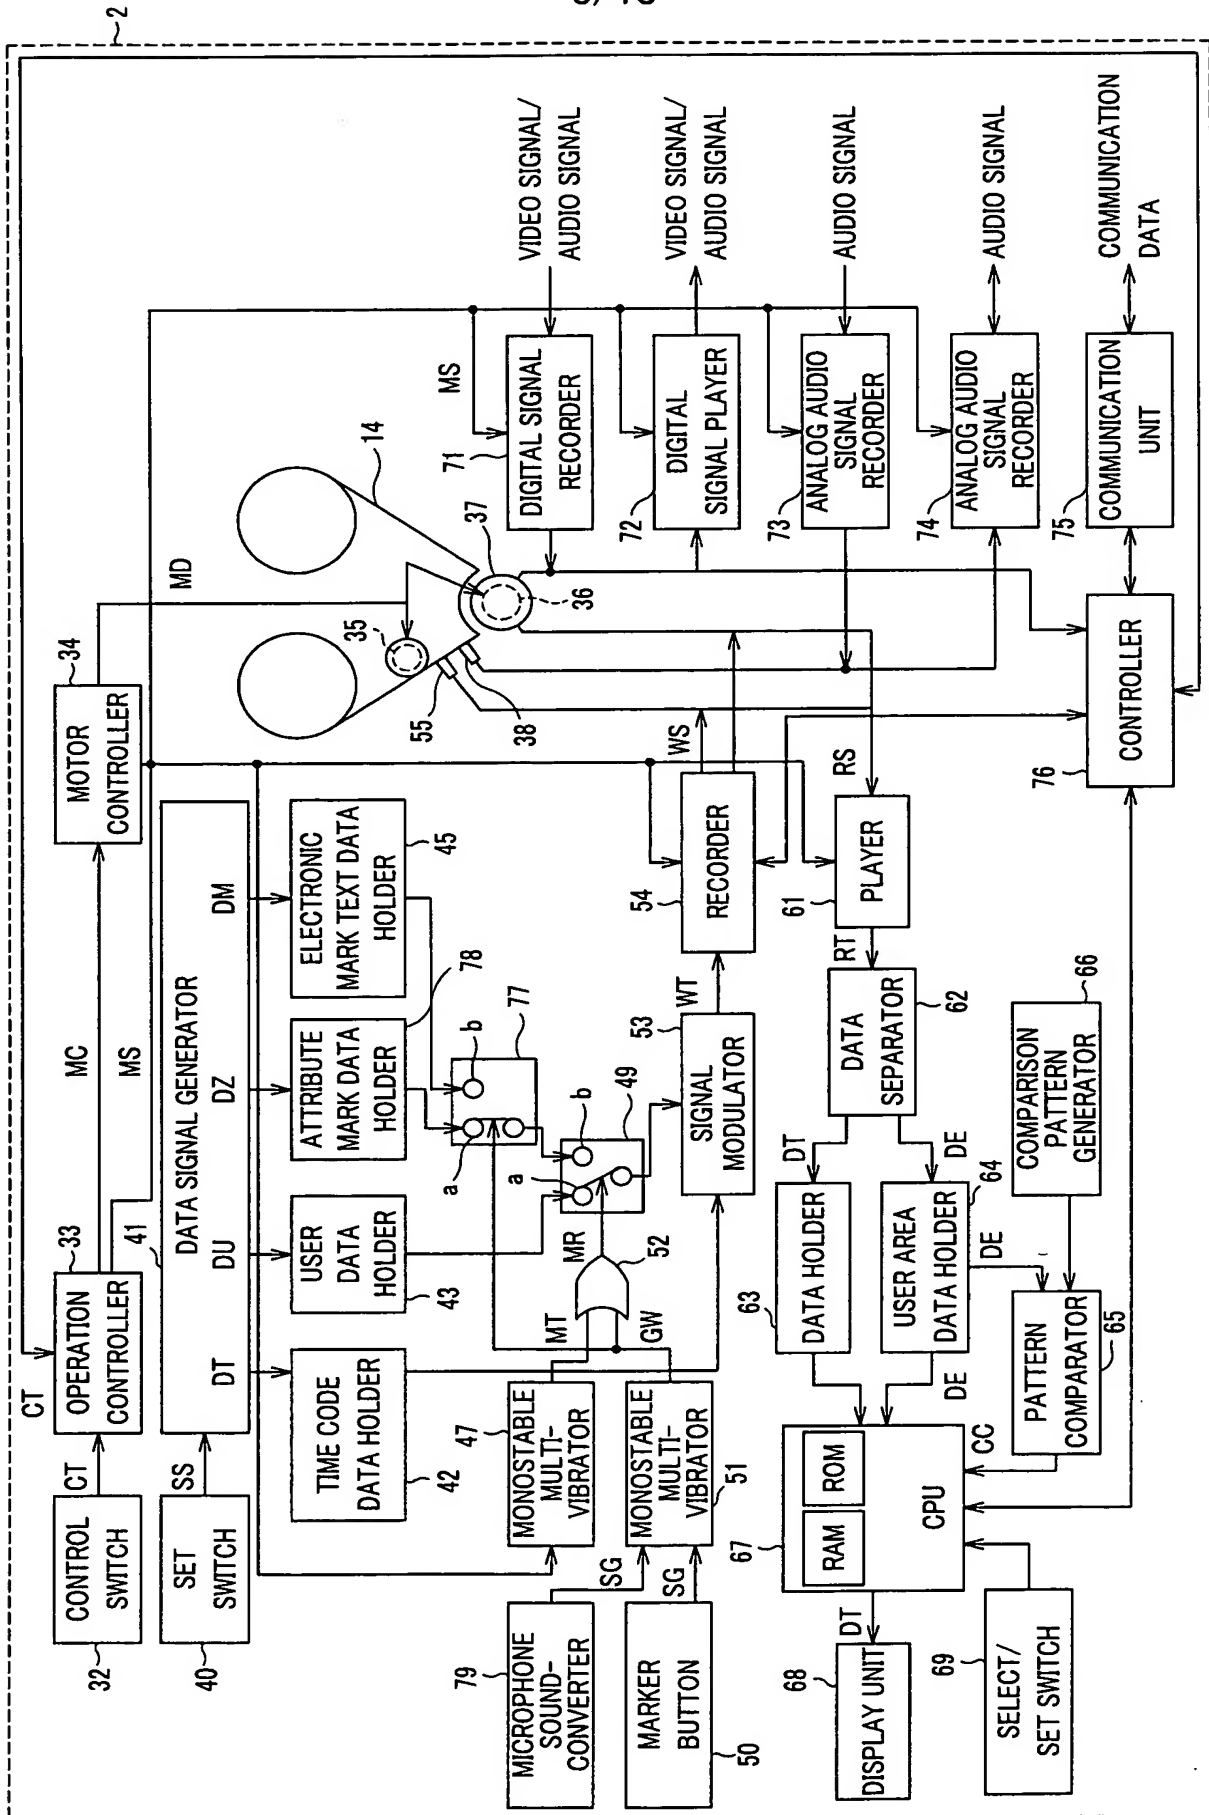 2
CT
CONTROL
SWITCH
32
CT
OPERATION
CONTROLLER
33
MC
MS
MOTOR
CONTROLLER
34
MD
SET
SWITCH
40
SS
41
DATA SIGNAL GENERATOR
DT
DU
DZ
DM
TIME CODE
DATA HOLDER
42
USER
DATA
HOLDER
43
ATTRIBUTE
MARK DATA
HOLDER
78
ELECTRONIC
MARK TEXT DATA
HOLDER
45
14
35
37
36
55
38
a
b
77
a
b
49
MICROPHONE
SOUND-
CONVERTER
79
SG
MARKER
BUTTON
50
SG
MONOSTABLE
MULTI-
VIBRATOR
47
MONOSTABLE
MULTI-
VIBRATOR
51
MT
GW
MR
52
SIGNAL
MODULATOR
53
WT
RECORDER
54
WS
MS
DIGITAL SIGNAL
RECORDER
71
VIDEO SIGNAL/
AUDIO SIGNAL
DIGITAL
SIGNAL PLAYER
72
VIDEO SIGNAL/
AUDIO SIGNAL
ANALOG AUDIO
SIGNAL
RECORDER
73
AUDIO SIGNAL
ANALOG AUDIO
SIGNAL
RECORDER
74
AUDIO SIGNAL
COMMUNICATION
UNIT
75
COMMUNICATION
DATA
CONTROLLER
76
RS
PLAYER
61
RT
DATA
SEPARATOR
62
DT
DE
DATA HOLDER
63
USER AREA
DATA HOLDER
64
DE
DE
COMPARISON
PATTERN
GENERATOR
66
PATTERN
COMPARATOR
65
CC
67
RAM
ROM
CPU
DT
DISPLAY UNIT
68
SELECT/
SET SWITCH
69